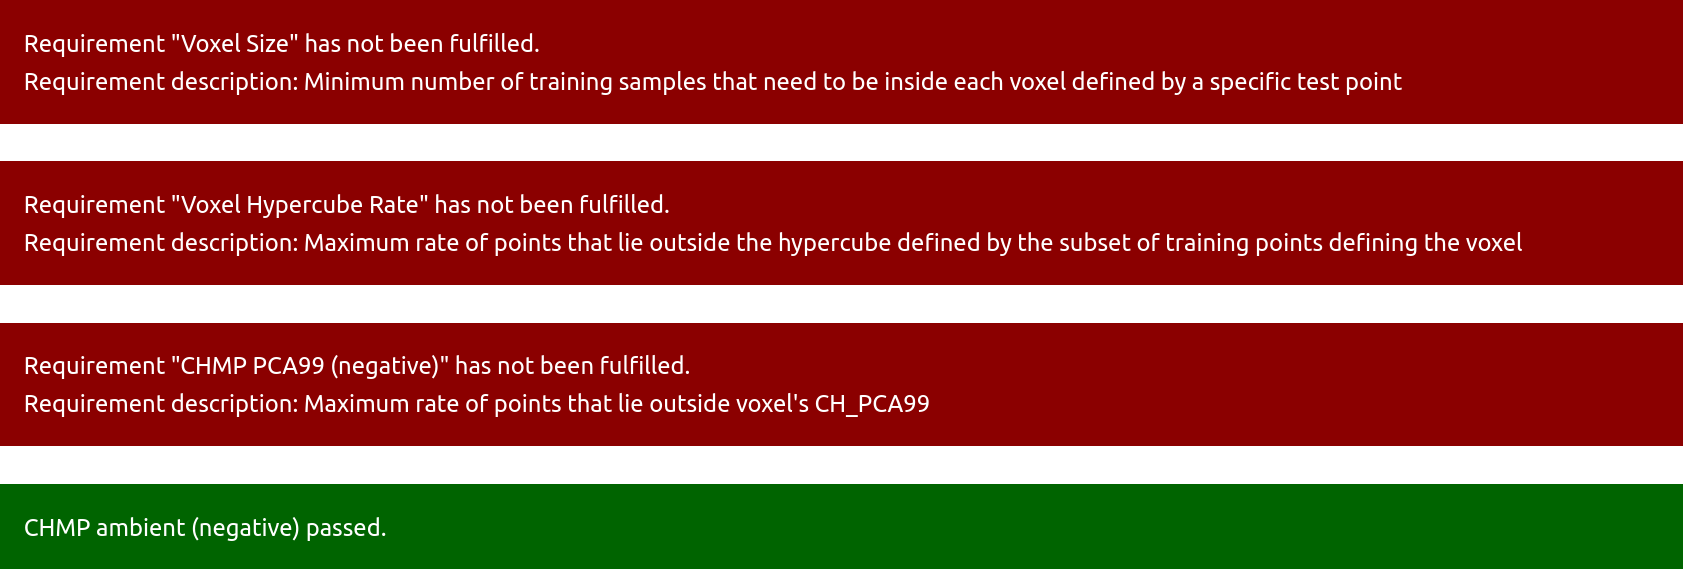 Requirement "Voxel Size" has not been fulfilled.
Requirement description: Minimum number of training samples that need to be inside each voxel defined by a specific test point
Requirement "Voxel Hypercube Rate" has not been fulfilled.
Requirement description: Maximum rate of points that lie outside the hypercube defined by the subset of training points defining the voxel
Requirement "CHMP PCA99 (negative)" has not been fulfilled.
Requirement description: Maximum rate of points that lie outside voxel's CH_PCA99
CHMP ambient (negative) passed.